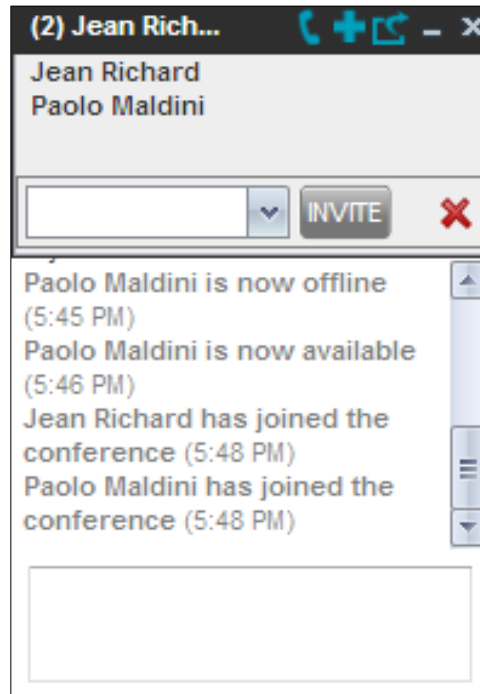 (2) Jean Rich...
Jean Richard
Paolo Maldini
INVITE
Paolo Maldini is now offline
(5:45 PM)
Paolo Maldini is now available
(5:46 PM)
Jean Richard has joined the
conference (5:48 PM)
Paolo Maldini has joined the
conference (5:48 PM)